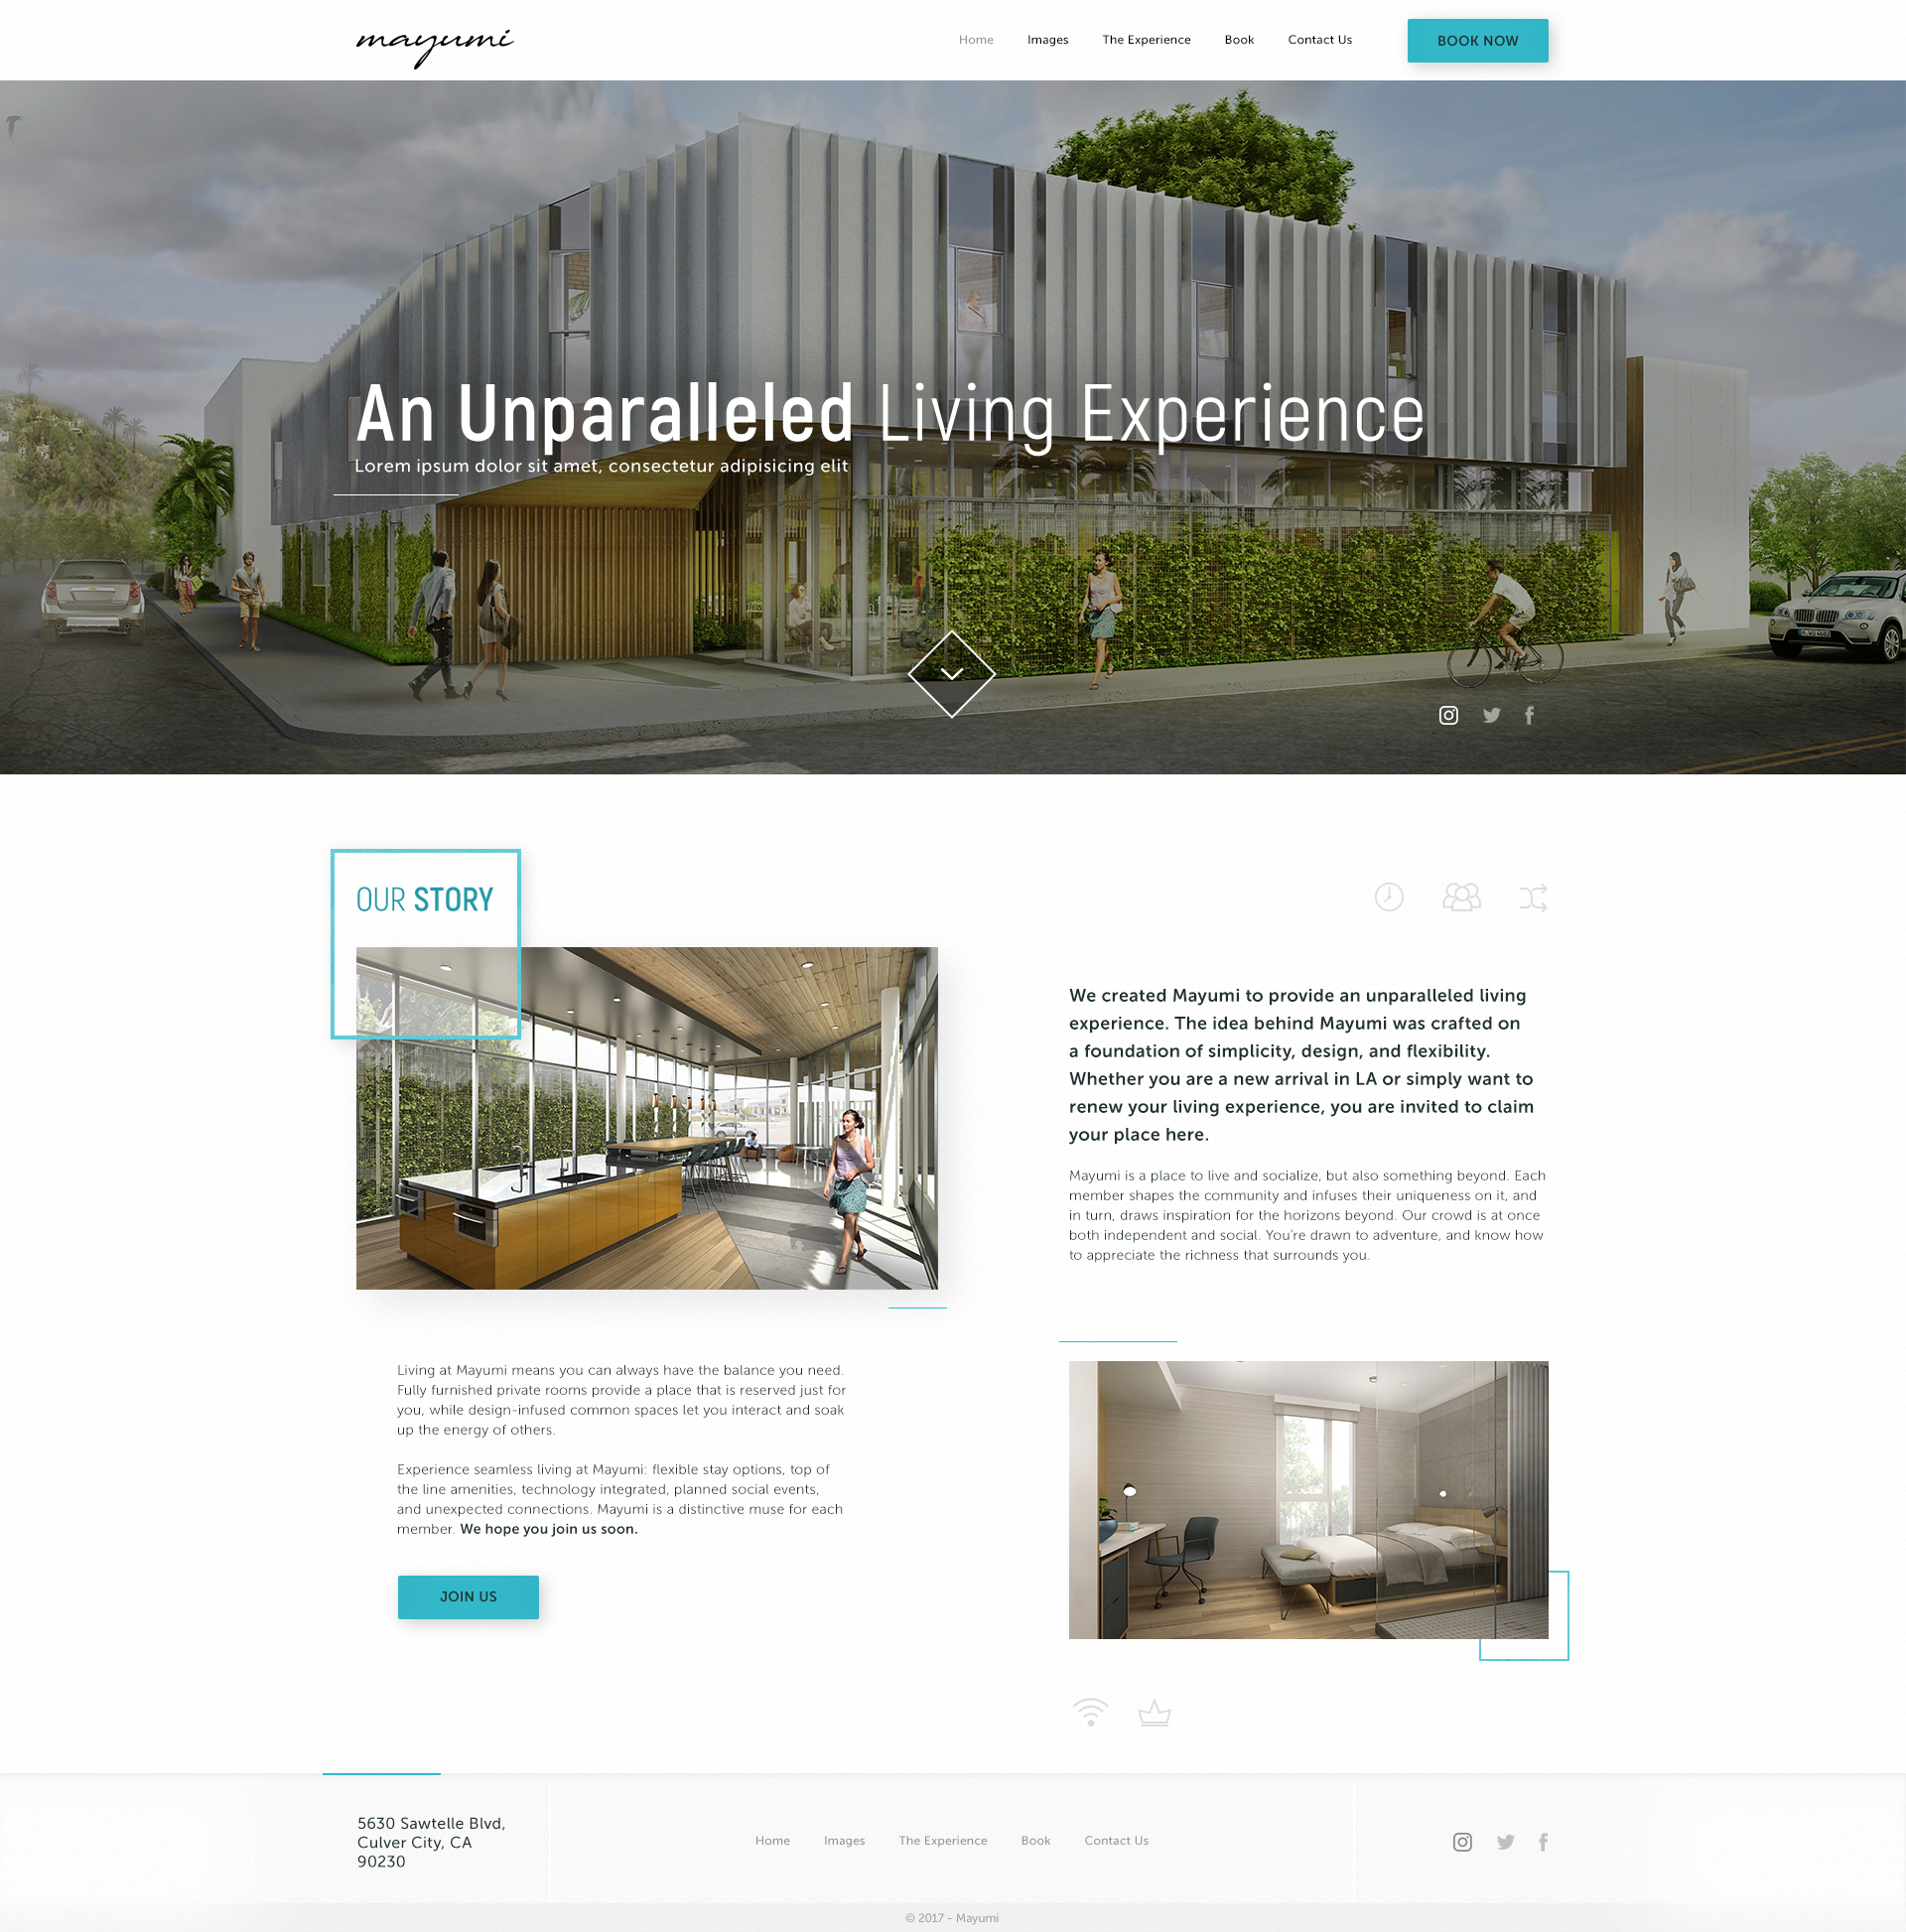 mayumi
Home Images The Experience Book Contact Us BOOK NOW
An Unparalleled Living Experience
Lorem ipsum dolor sit amet, consectetur adipisicing elit
OUR STORY
We created Mayumi to provide an unparalleled living
experience. The idea behind Mayumi was crafted on
a foundation of simplicity, design, and flexibility.
Whether you are a new arrival in LA or simply want to
renew your living experience, you are invited to claim
your place here.
Mayumi is a place to live and socialize, but also something beyond. Each
member shapes the community and infuses their uniqueness on it, and
in turn, draws inspiration for the horizons beyond. Our crowd is at once
both independent and social. You're drawn to adventure, and know how
to appreciate the richness that surrounds you.
Living at Mayumi means you can always have the balance you need.
Fully furnished private rooms provide a place that is reserved just for
you, while design-infused common spaces let you interact and soak
up the energy of others.
Experience seamless living at Mayumi: flexible stay options, top of
the line amenities, technology integrated, planned social events,
and unexpected connections. Mayumi is a distinctive muse for each
member. We hope you join us soon.
JOIN US
5630 Sawtelle Blvd,
Culver City, CA
90230
Home Images The Experience Book Contact Us
© 2017 - Mayumi